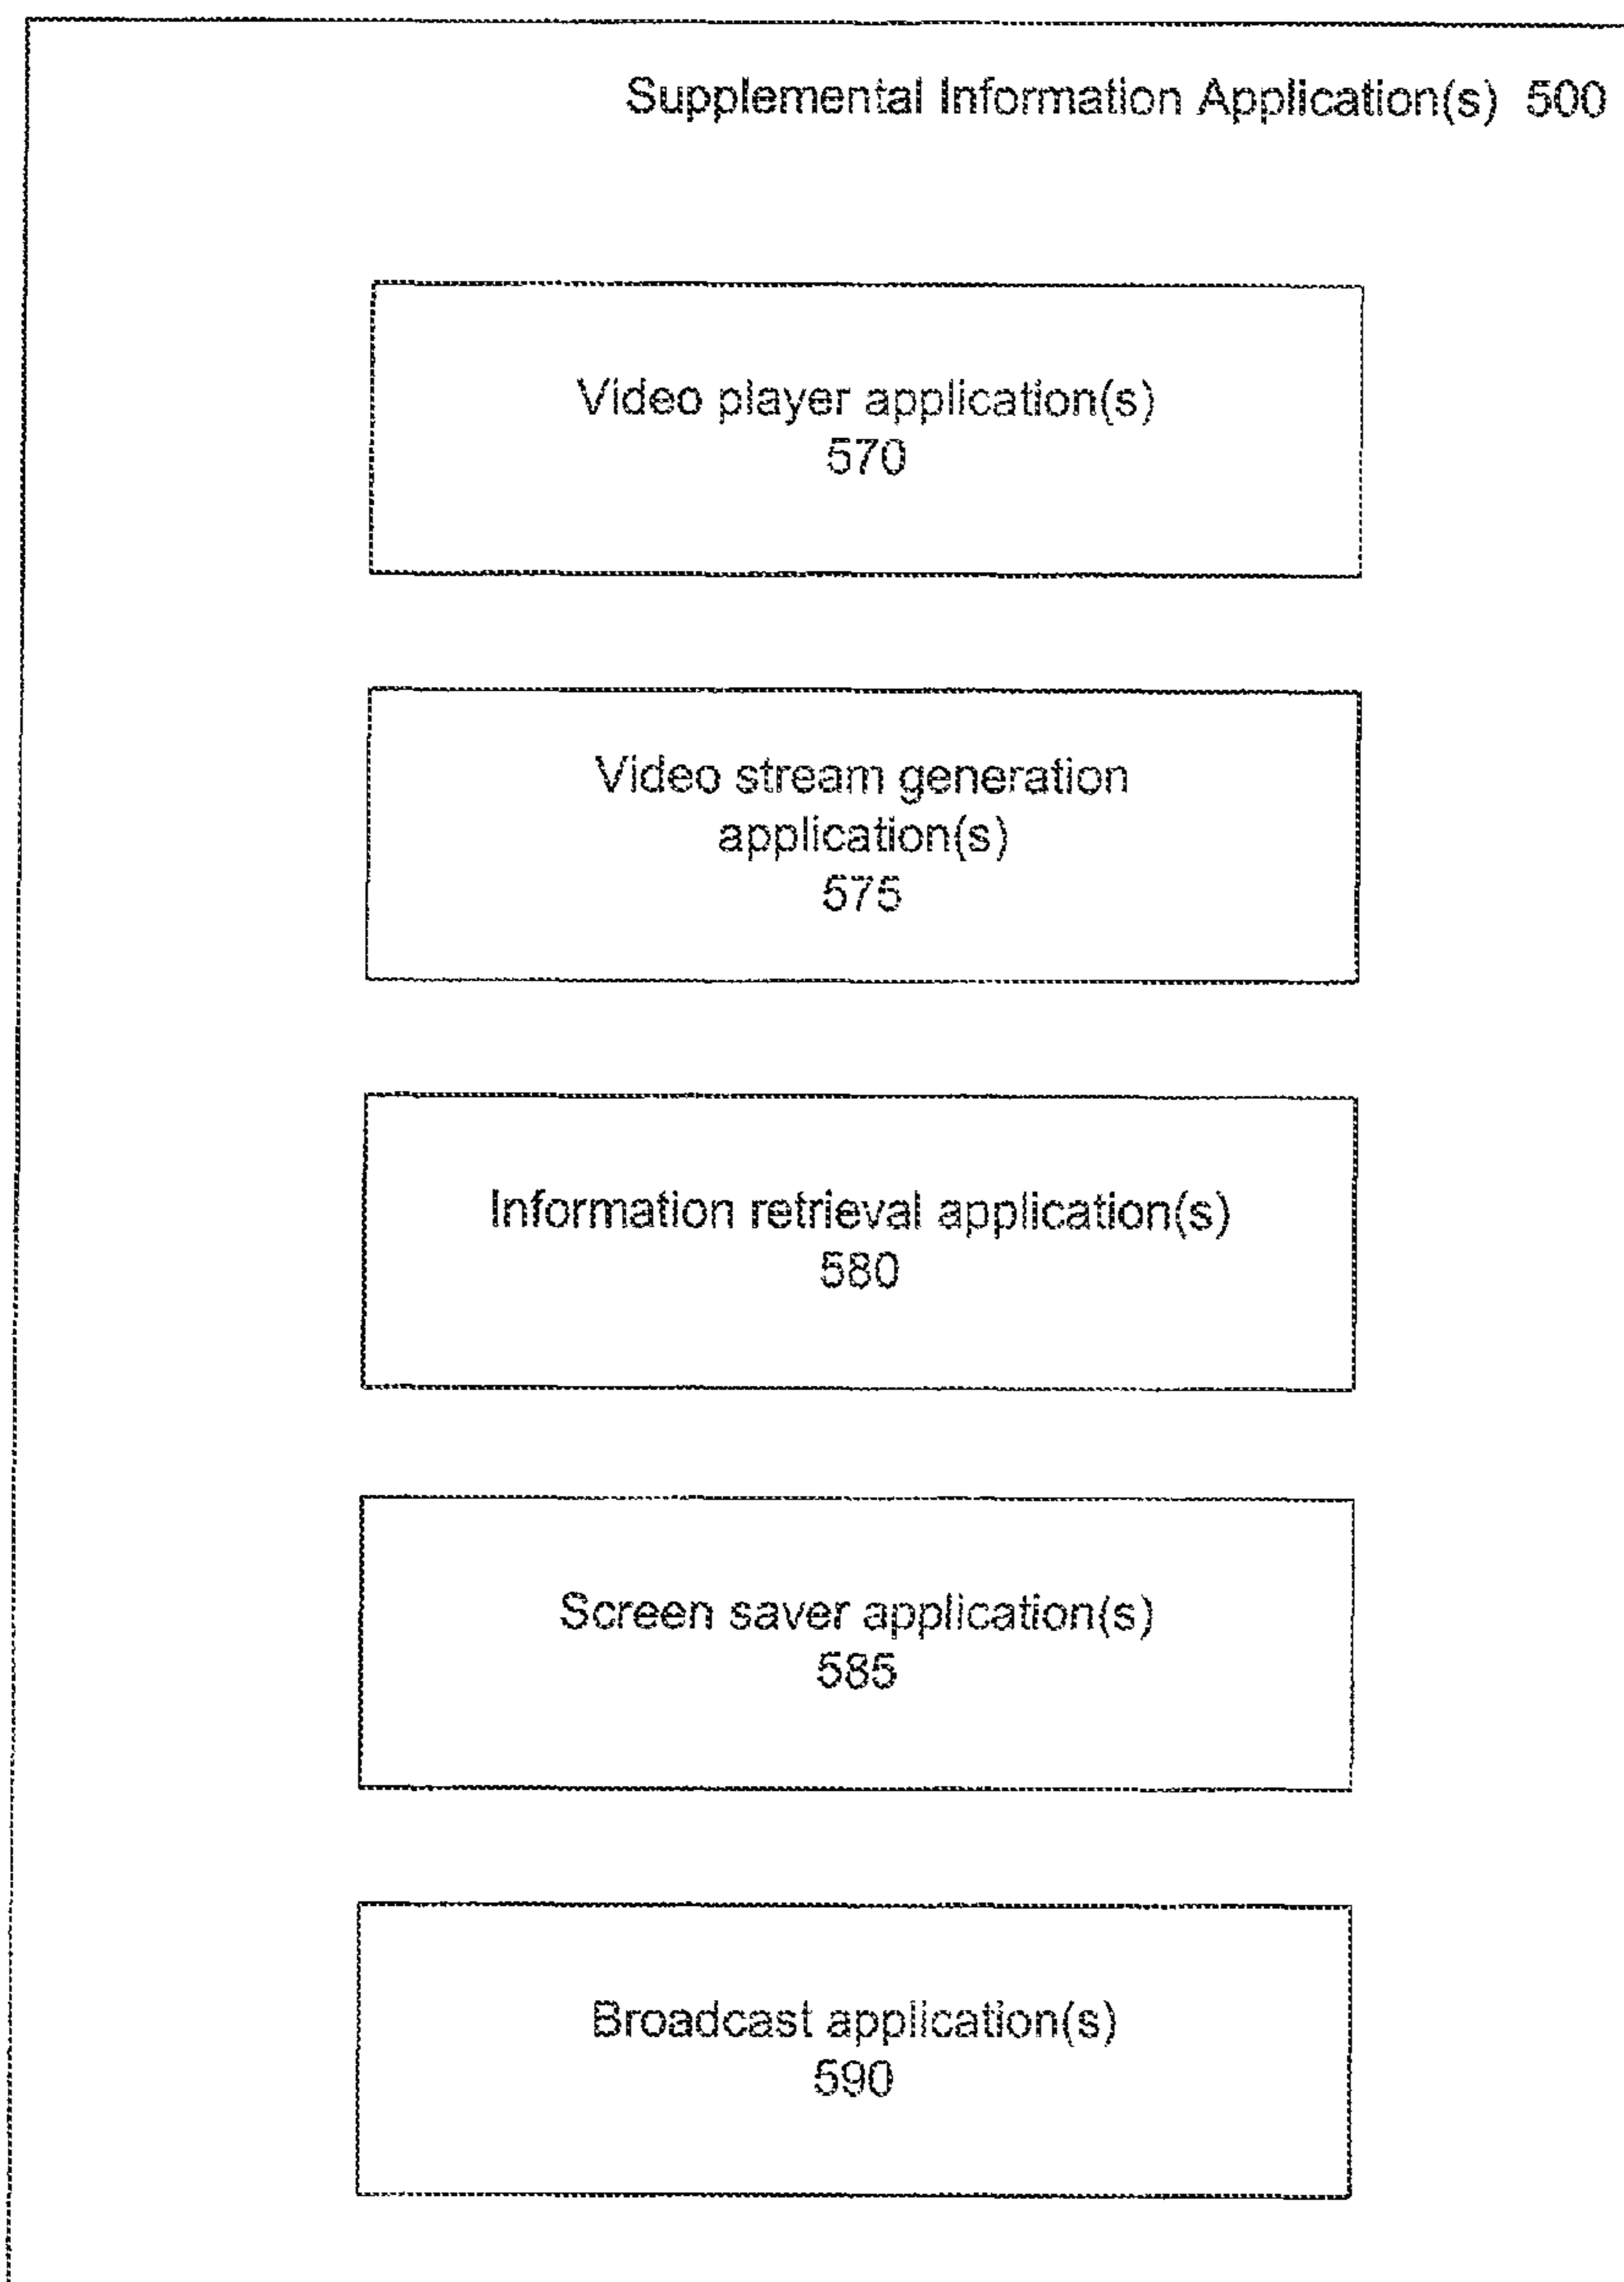 Supplemental Information Application(s) 500
Video player application(s)
570
Video stream generation
application(s)
575
Information retrieval application(s)
580
Screen saver application(s)
585
Broadcast application(s)
590